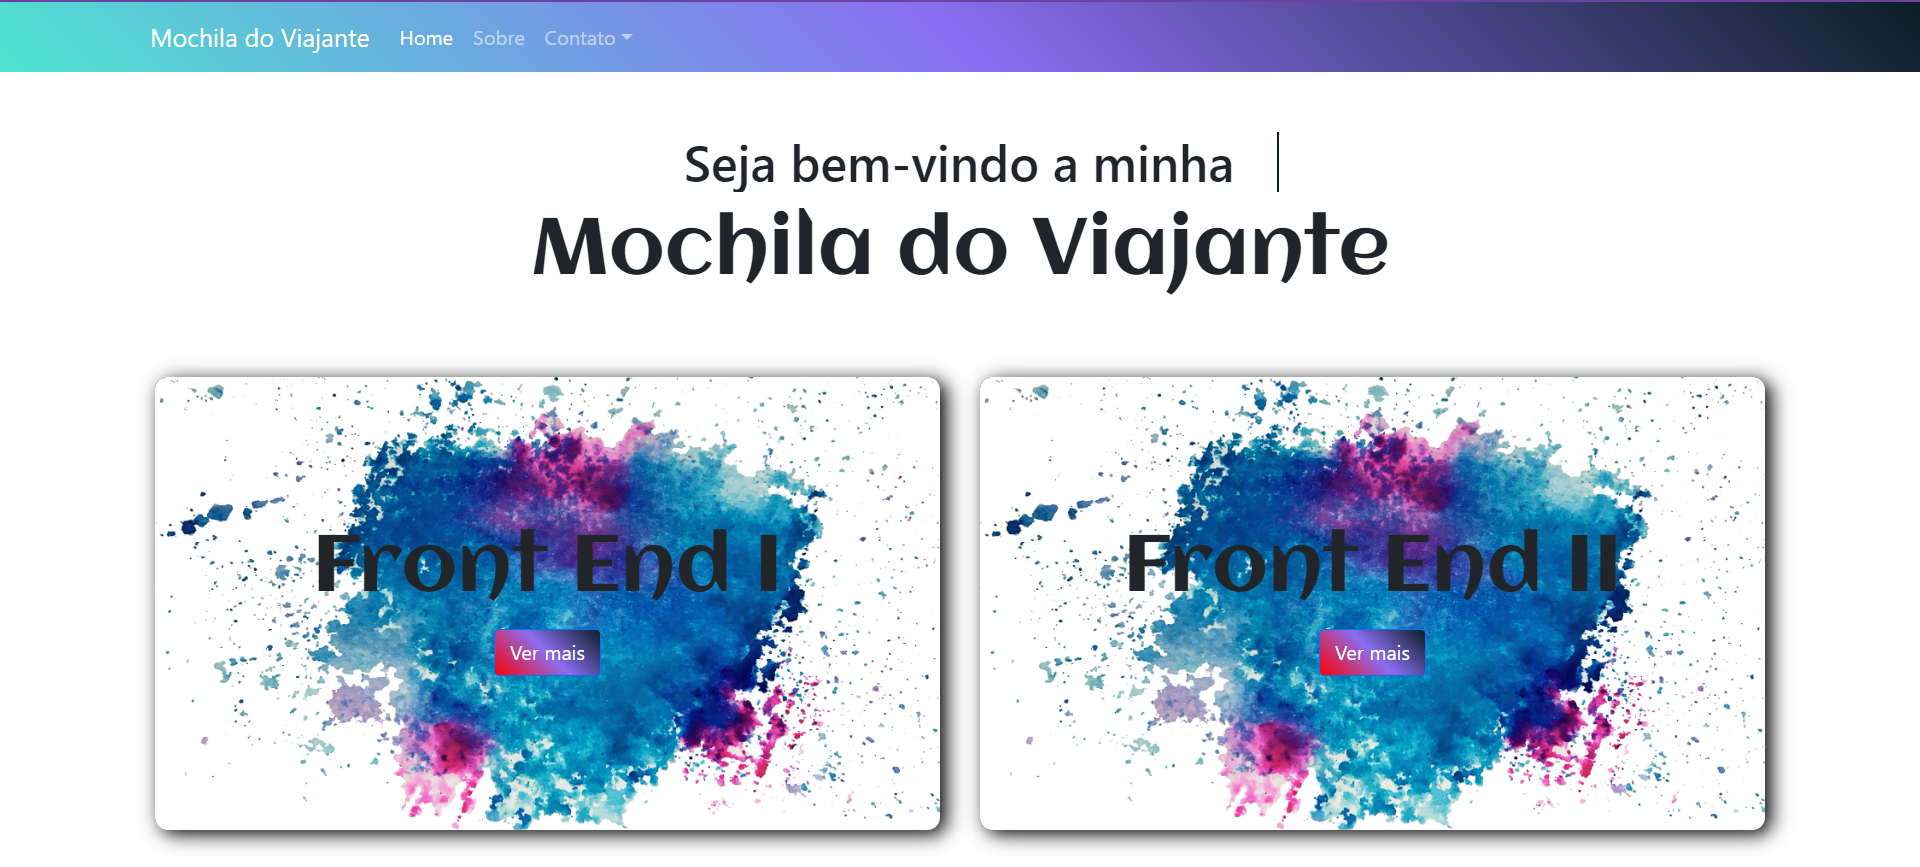 Mochila do Viajante Home Sobre Contato
Seja bem-vindo a minha
Mochila do Viajante
Front End I
Ver mais
Front End II
Ver mais